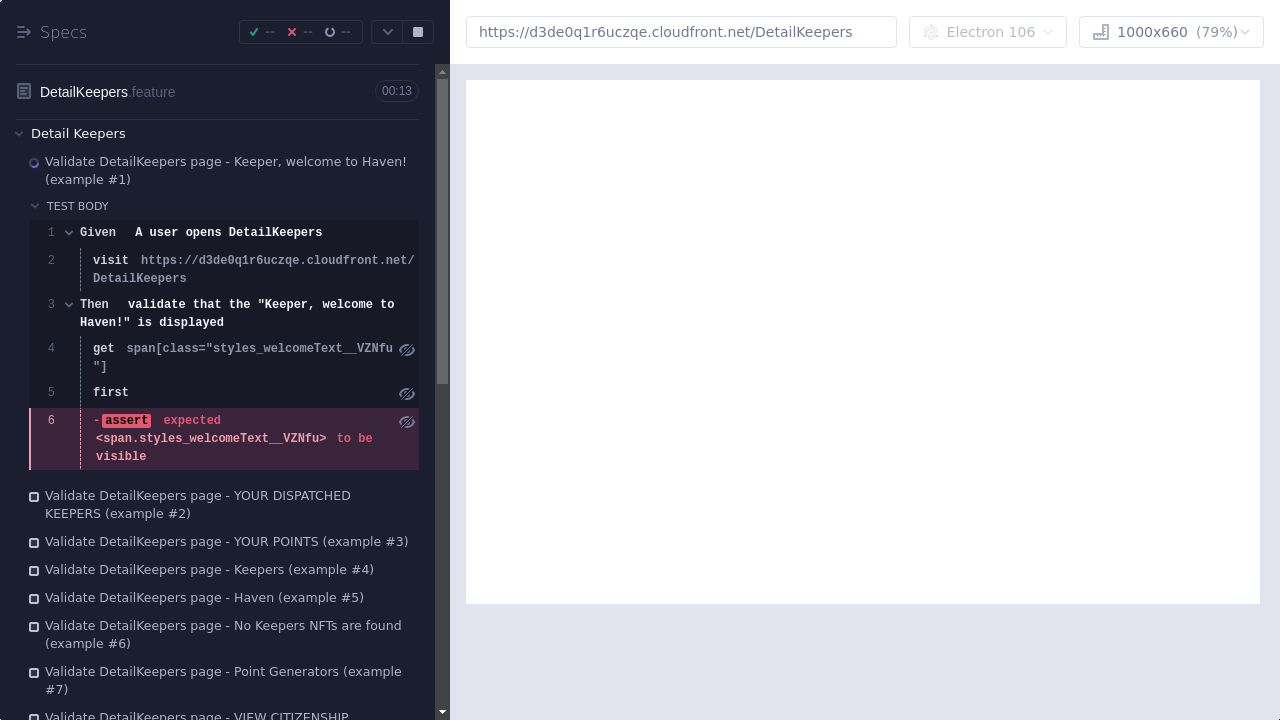 Specs
--
--
--
https://d3de0q1r6uczqe.cloudfront.net/DetailKeepers
Electron 106
1000x660 (79%)
DetailKeepers.feature
00:13
Detail Keepers
Validate DetailKeepers page - Keeper, welcome to Haven!
(example #1)
TEST BODY
1 Given A user opens DetailKeepers
2 visit https://d3de0q1r6uczqe.cloudfront.net/
DetailKeepers
3 Then validate that the "Keeper, welcome to
Haven!" is displayed
4 get span[class="styles_welcomeText__VZNfu
"]
5 first
6 -assert expected
<span.styles_welcomeText__VZNfu> to be
visible
Validate DetailKeepers page - YOUR DISPATCHED
KEEPERS (example #2)
Validate DetailKeepers page - YOUR POINTS (example #3)
Validate DetailKeepers page - Keepers (example #4)
Validate DetailKeepers page - Haven (example #5)
Validate DetailKeepers page - No Keepers NFTs are found
(example #6)
Validate DetailKeepers page - Point Generators (example
#7)
Validate DetailKeepers page - VIEW CITIZENSHIP